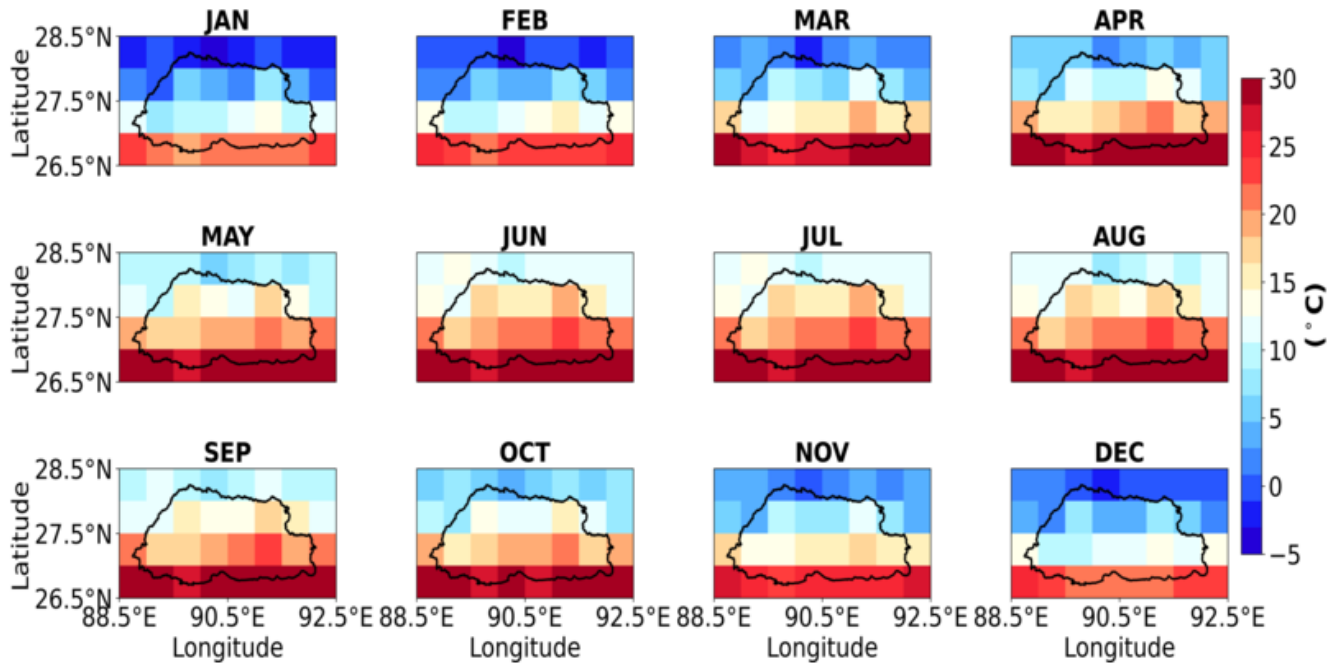 JAN FEB MAR APR
28.5°N
27.5°N
26.5°N
Latitude
MAY JUN JUL AUG
28.5°N
27.5°N
26.5°N
Latitude
SEP OCT NOV DEC
28.5°N
27.5°N
26.5°N
Latitude
88.5°E 90.5°E 92.5°E 88.5°E 90.5°E 92.5°E 88.5°E 90.5°E 92.5°E 88.5°E 90.5°E 92.5°E
Longitude Longitude Longitude Longitude
30
25
20
15
10
5
0
−5
(°C)